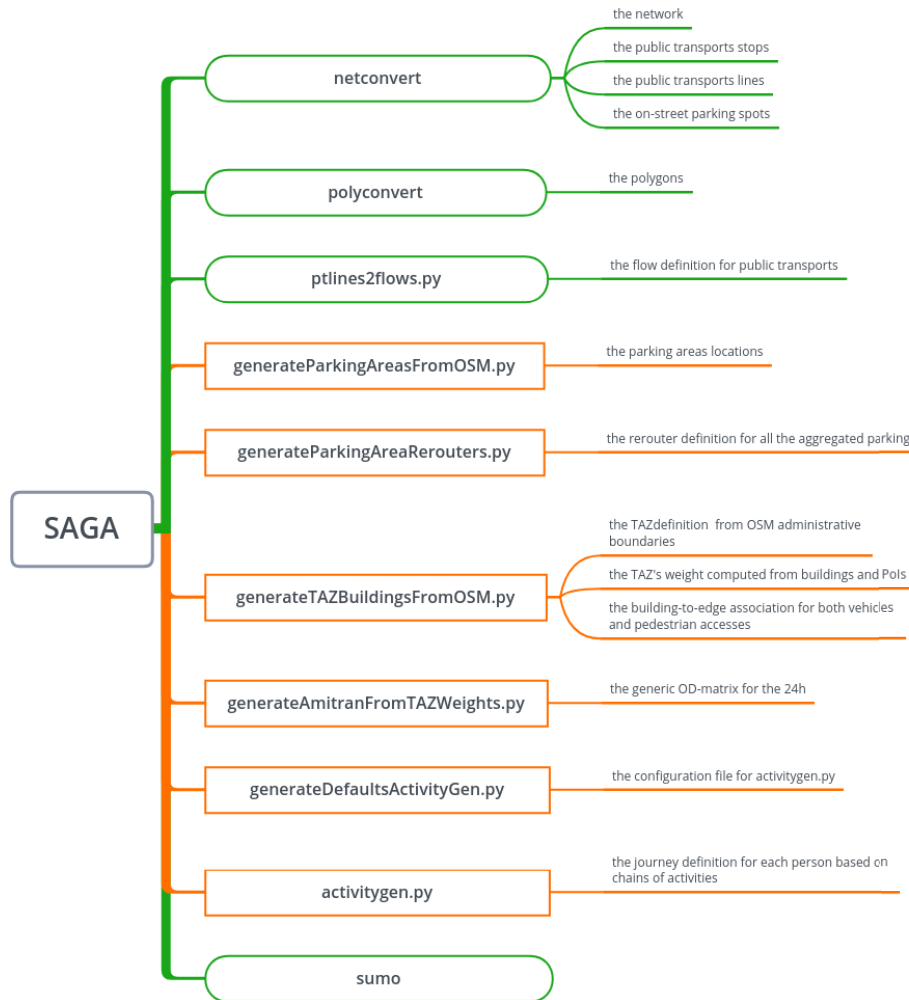 the network
the public transports stops
netconvert
the public transports lines
the on-street parking spots
the polygons
polyconvert
the flow definition for public transports
ptlines2flows.py
the parking areas locations
generateParkingAreasFromOSM.py
the rerouter definition for all the aggregated parking
generateParkingAreaRerouters.py
SAGA
the TAZdefinition  from OSM administrative
boundaries
the TAZ's weight computed from buildings and PoIs
generateTAZBuildingsFromOSM.py
the building-to-edge association for both vehicles
and pedestrian accesses
the generic OD-matrix for the 24h
generateAmitranFromTAZWeights.py
the configuration file for activitygen.py
generateDefaultsActivityGen.py
the journey definition for each person based on
chains of activities
activitygen.py
sumo